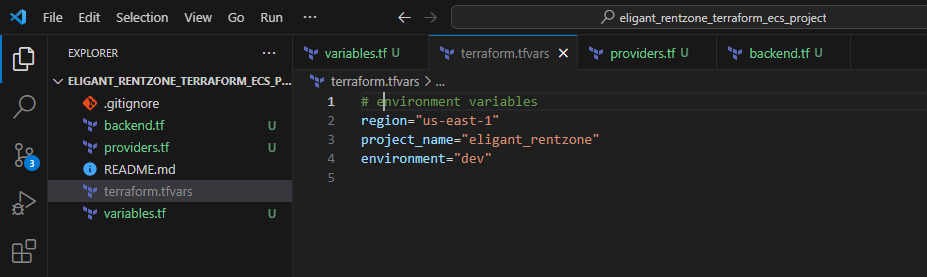 File Edit Selection View Go Run ···
eligant_rentzone_terraform_ecs_project
EXPLORER ···
ELIGANT_RENTZONE_TERRAFORM_ECS_P...
.gitignore
backend.tf U
providers.tf U
README.md
terraform.tfvars
variables.tf U
3
variables.tf U terraform.tfvars providers.tf U backend.tf U
terraform.tfvars > ...
1 # environment variables
2 region="us-east-1"
3 project_name="eligant_rentzone"
4 environment="dev"
5